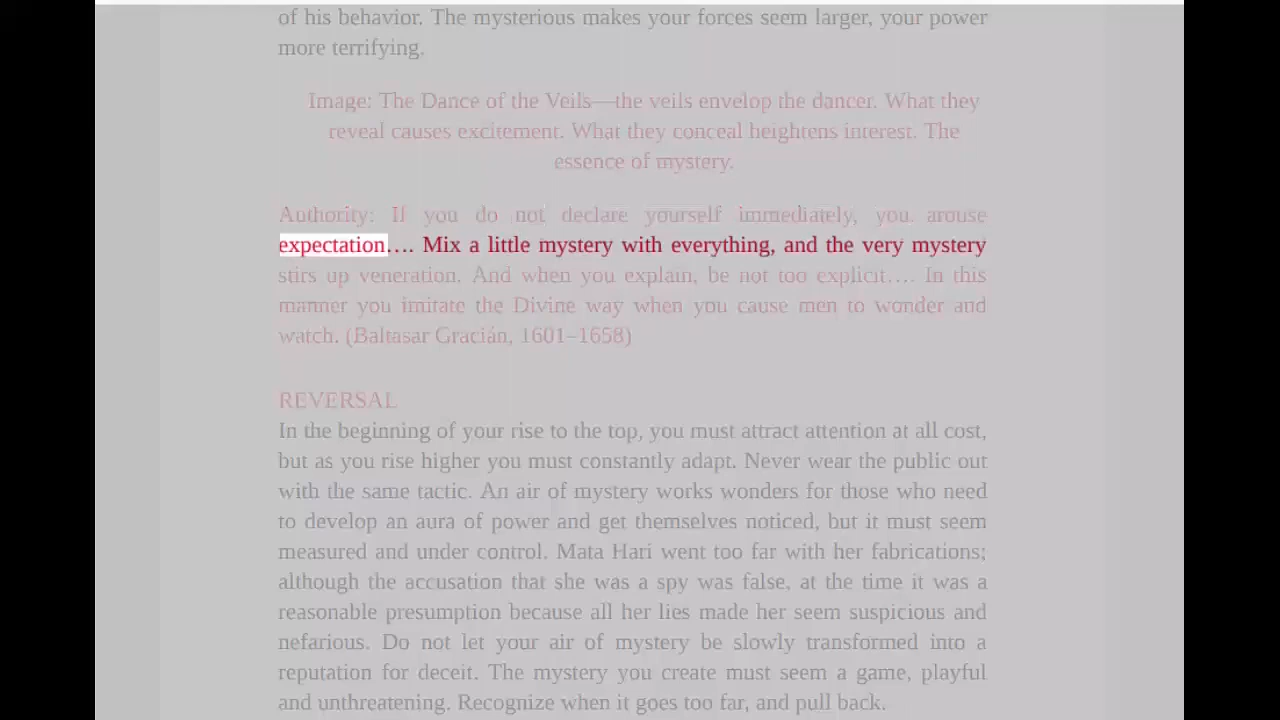 of his behavior. The mysterious makes your forces seem larger, your power
more terrifying.
Image: The Dance of the Veils—the veils envelop the dancer. What they
reveal causes excitement. What they conceal heightens interest. The
essence of mystery.
Authority: If you do not declare yourself immediately, you arouse
expectation…. Mix a little mystery with everything, and the very mystery
stirs up veneration. And when you explain, be not too explicit…. In this
manner you imitate the Divine way when you cause men to wonder and
watch. (Baltasar Gracián, 1601–1658)
REVERSAL
In the beginning of your rise to the top, you must attract attention at all cost,
but as you rise higher you must constantly adapt. Never wear the public out
with the same tactic. An air of mystery works wonders for those who need
to develop an aura of power and get themselves noticed, but it must seem
measured and under control. Mata Hari went too far with her fabrications;
although the accusation that she was a spy was false, at the time it was a
reasonable presumption because all her lies made her seem suspicious and
nefarious. Do not let your air of mystery be slowly transformed into a
reputation for deceit. The mystery you create must seem a game, playful
and unthreatening. Recognize when it goes too far, and pull back.